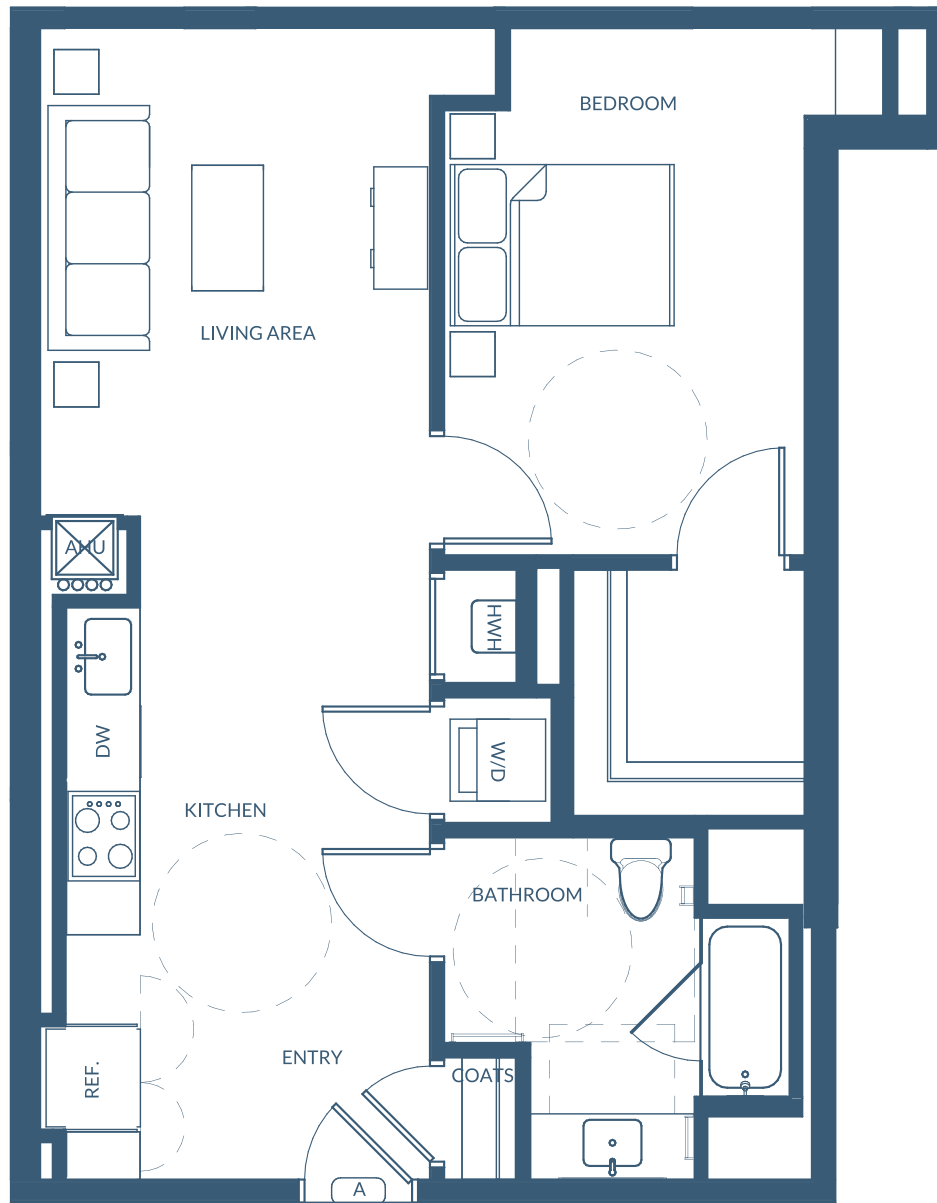 BEDROOM
LIVING AREA
AHU
HWH
DW
W/D
KITCHEN
BATHROOM
ENTRY
REF.
COATS
A